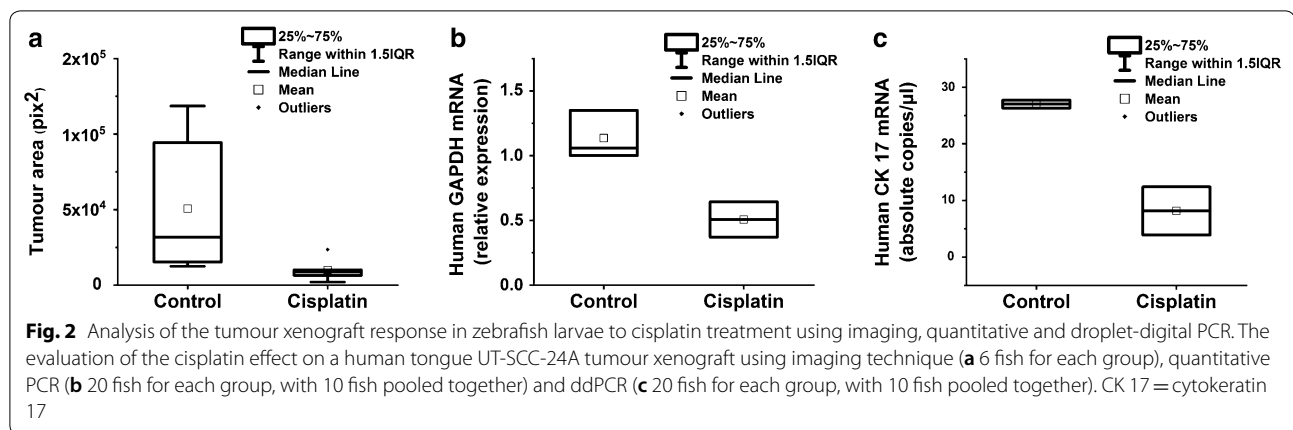 a
25%~75%
Range within 1.5IQR
Median Line
Mean
Outliers
Tumour area (pix²)
2x10⁵
1x10⁵
5x10⁴
0
Control
Cisplatin
b
25%~75%
Range within 1.5IQR
Median Line
Mean
Outliers
Human GAPDH mRNA
(relative expression)
1.5
1.0
0.5
0.0
Control
Cisplatin
c
25%~75%
Range within 1.5IQR
Median Line
Mean
Outliers
Human CK 17 mRNA
(absolute copies/µl)
30
20
10
0
Control
Cisplatin
Fig. 2 Analysis of the tumour xenograft response in zebrafish larvae to cisplatin treatment using imaging, quantitative and droplet-digital PCR. The
evaluation of the cisplatin effect on a human tongue UT-SCC-24A tumour xenograft using imaging technique (a 6 fish for each group), quantitative
PCR (b 20 fish for each group, with 10 fish pooled together) and ddPCR (c 20 fish for each group, with 10 fish pooled together). CK 17 = cytokeratin
17